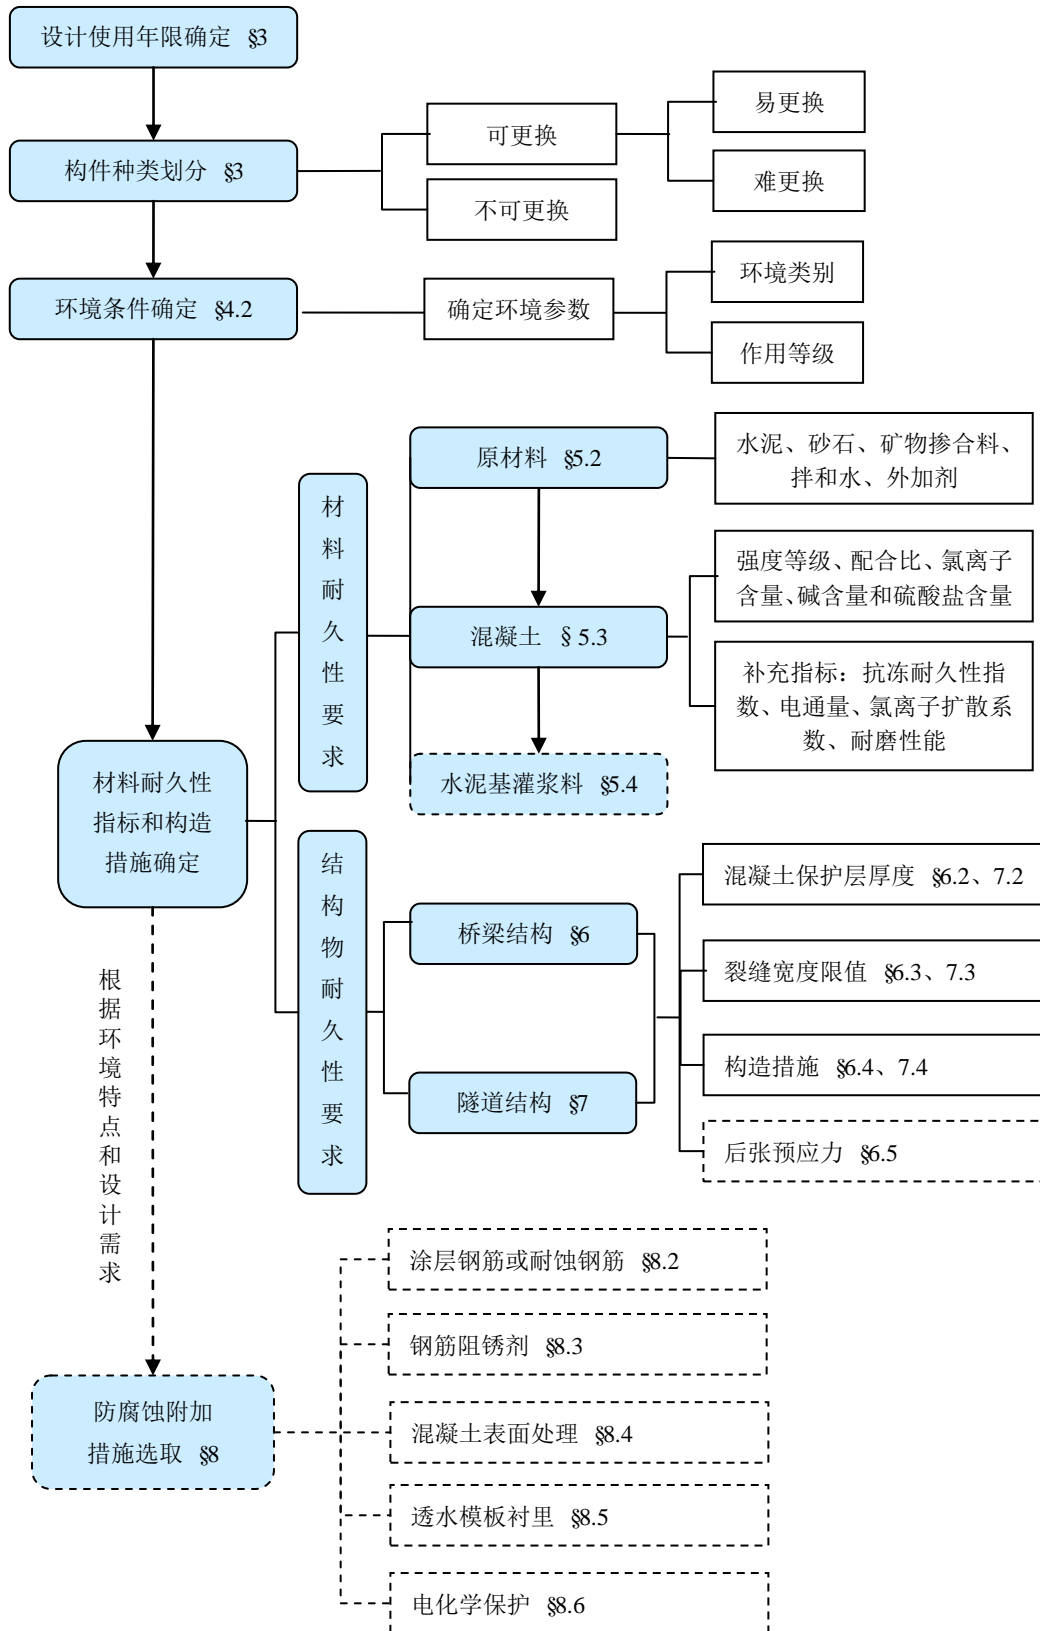 设计使用年限确定 §3
易更换
可更换
构件种类划分 §3
难更换
不可更换
环境类别
环境条件确定 §4.2
确定环境参数
作用等级
原材料 §5.2
水泥、砂石、矿物掺合料、
拌和水、外加剂
材料耐久性要求
强度等级、配合比、氯离子
含量、碱含量和硫酸盐含量
混凝土 § 5.3
补充指标：抗冻耐久性指
数、电通量、氯离子扩散系
数、耐磨性能
水泥基灌浆料 §5.4
材料耐久性
指标和构造
措施确定
结构物耐久性要求
混凝土保护层厚度 §6.2、7.2
桥梁结构 §6
裂缝宽度限值 §6.3、7.3
构造措施 §6.4、7.4
隧道结构 §7
后张预应力 §6.5
根据环境特点和设计需求
涂层钢筋或耐蚀钢筋 §8.2
钢筋阻锈剂 §8.3
防腐蚀附加
措施选取 §8
混凝土表面处理 §8.4
透水模板衬里 §8.5
电化学保护 §8.6